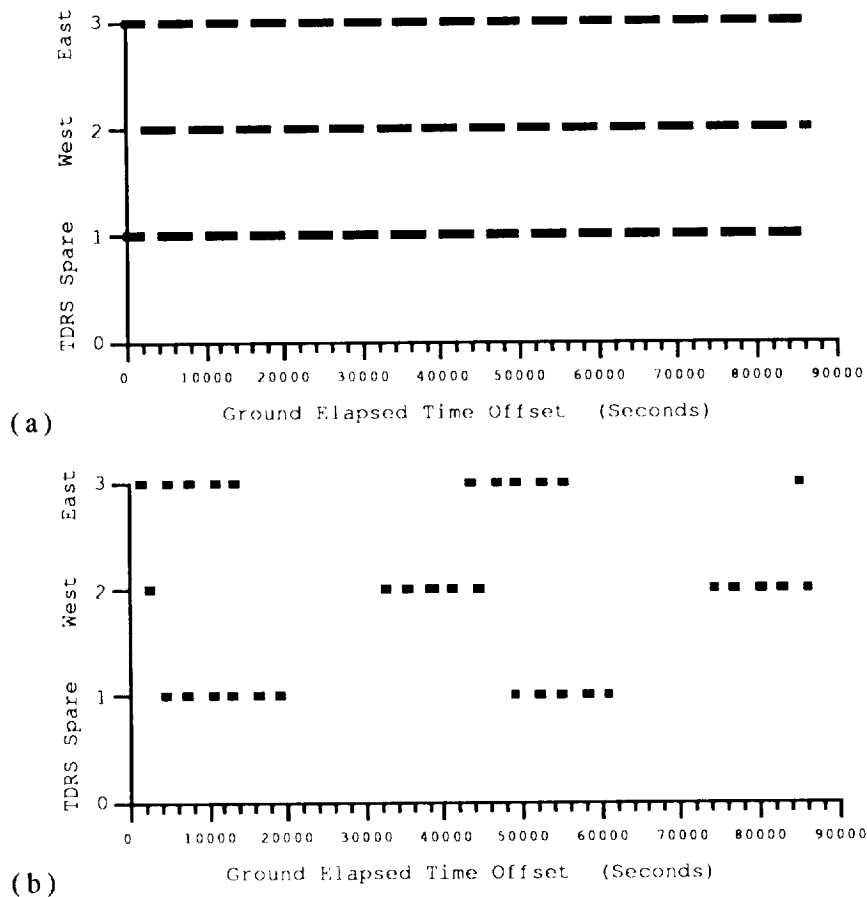 East
West
TDRS Spare
3
2
1
0
0 10000 20000 30000 40000 50000 60000 70000 80000 90000
Ground Elapsed Time Offset (Seconds)
(a)
East
West
TDRS Spare
3
2
1
0
0 10000 20000 30000 40000 50000 60000 70000 80000 90000
Ground Elapsed Time Offset (Seconds)
(b)